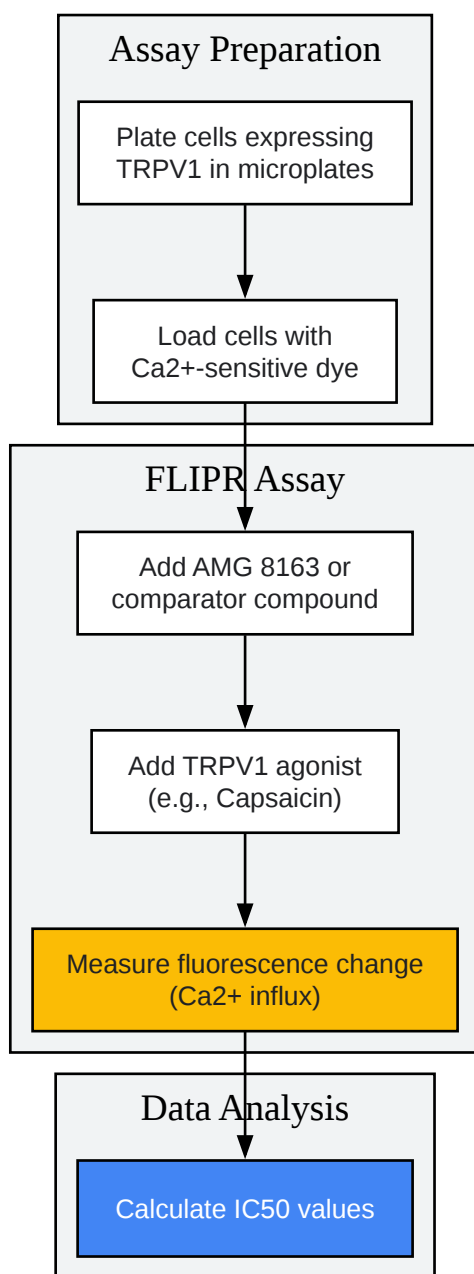 Assay Preparation
Plate cells expressing
TRPV1 in microplates
Load cells with
Ca2+-sensitive dye
FLIPR Assay
Add AMG 8163 or
comparator compound
Add TRPV1 agonist
(e.g., Capsaicin)
Measure fluorescence change
(Ca2+ influx)
Data Analysis
Calculate IC50 values